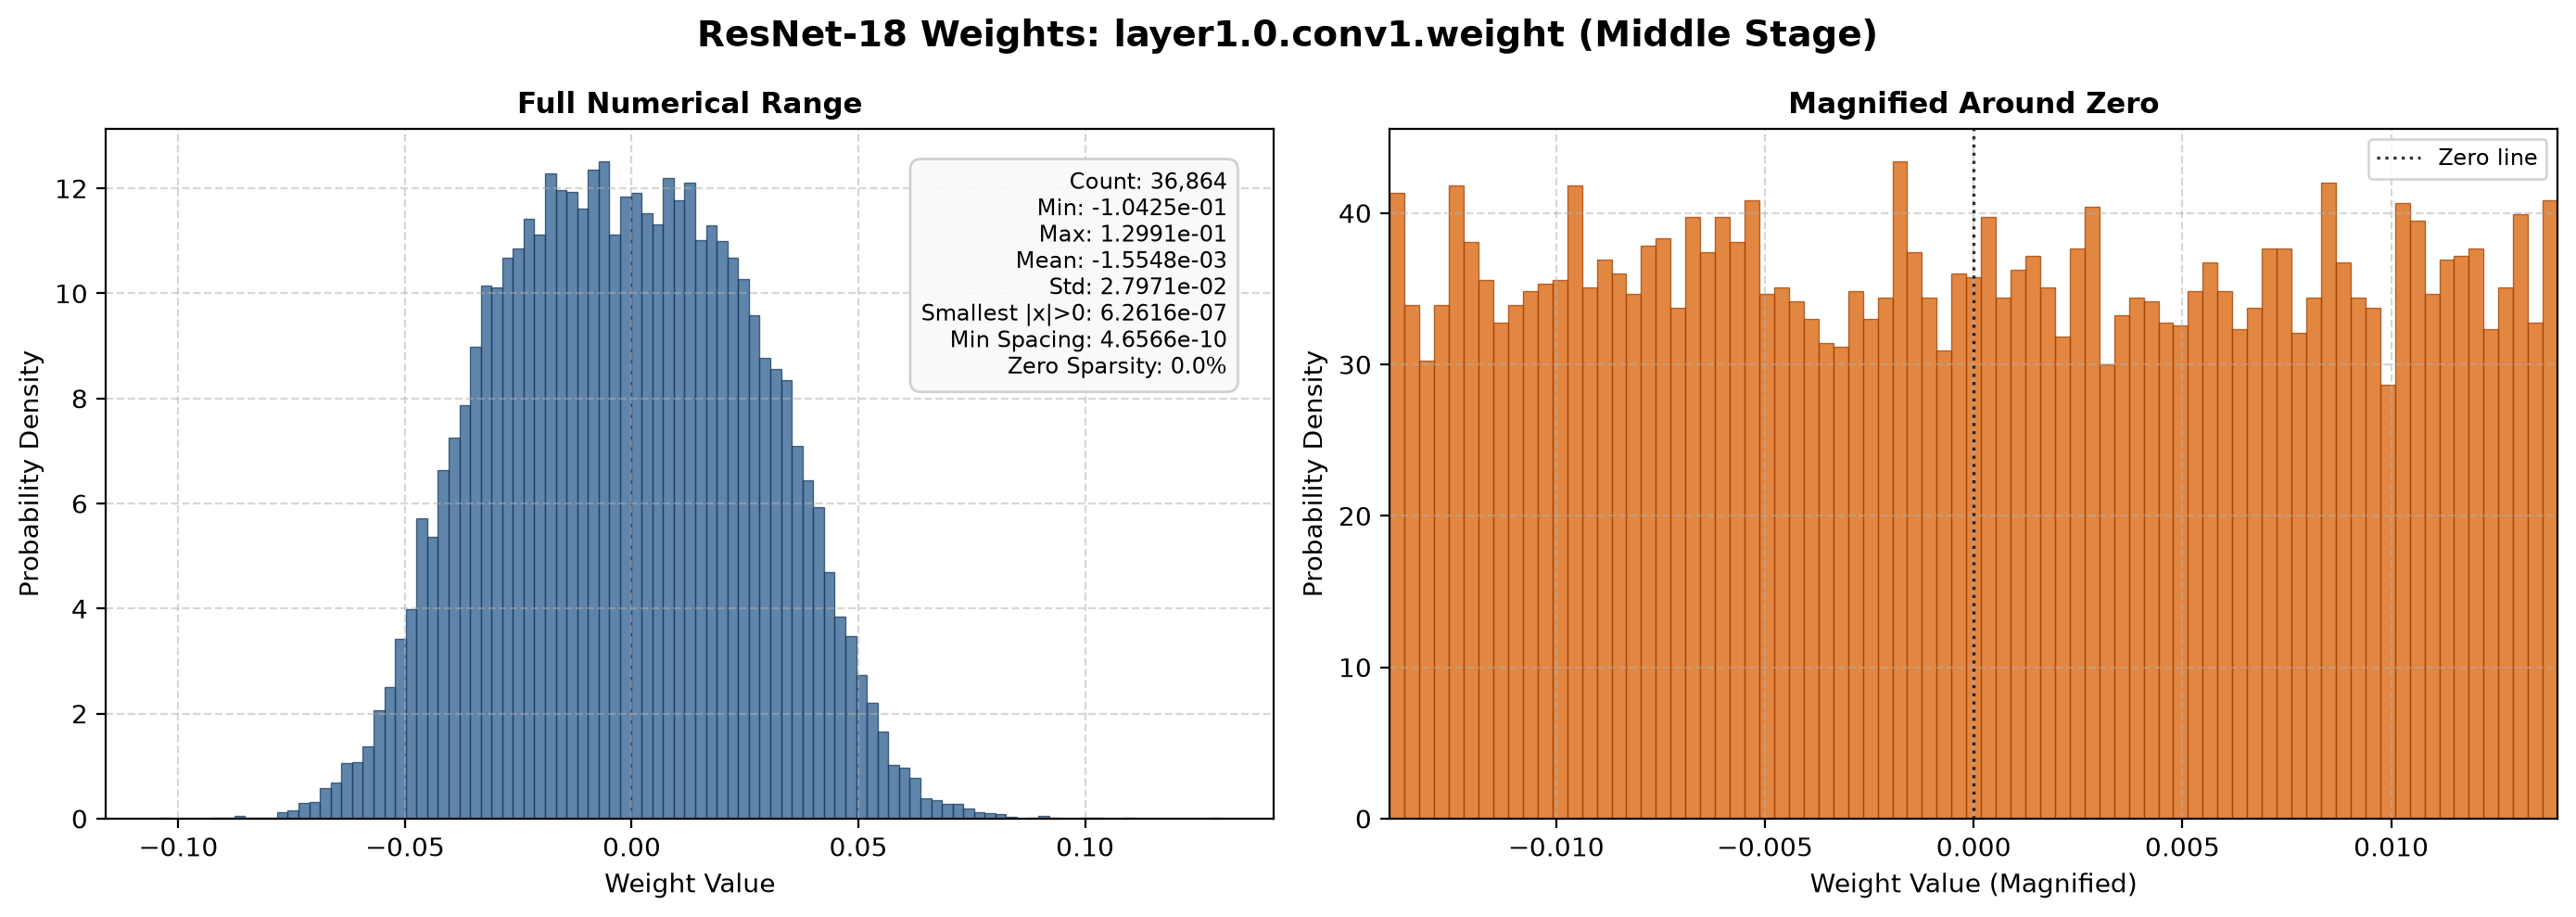 ResNet-18 Weights: layer1.0.conv1.weight (Middle Stage)
Full Numerical Range
Count: 36,864
Min: -1.0425e-01
Max: 1.2991e-01
Mean: -1.5548e-03
Std: 2.7971e-02
Smallest |x|>0: 6.2616e-07
Min Spacing: 4.6566e-10
Zero Sparsity: 0.0%
Probability Density
12
10
8
6
4
2
0
−0.10
−0.05
0.00
0.05
0.10
Weight Value
Magnified Around Zero
Zero line
Probability Density
40
30
20
10
0
−0.010
−0.005
0.000
0.005
0.010
Weight Value (Magnified)